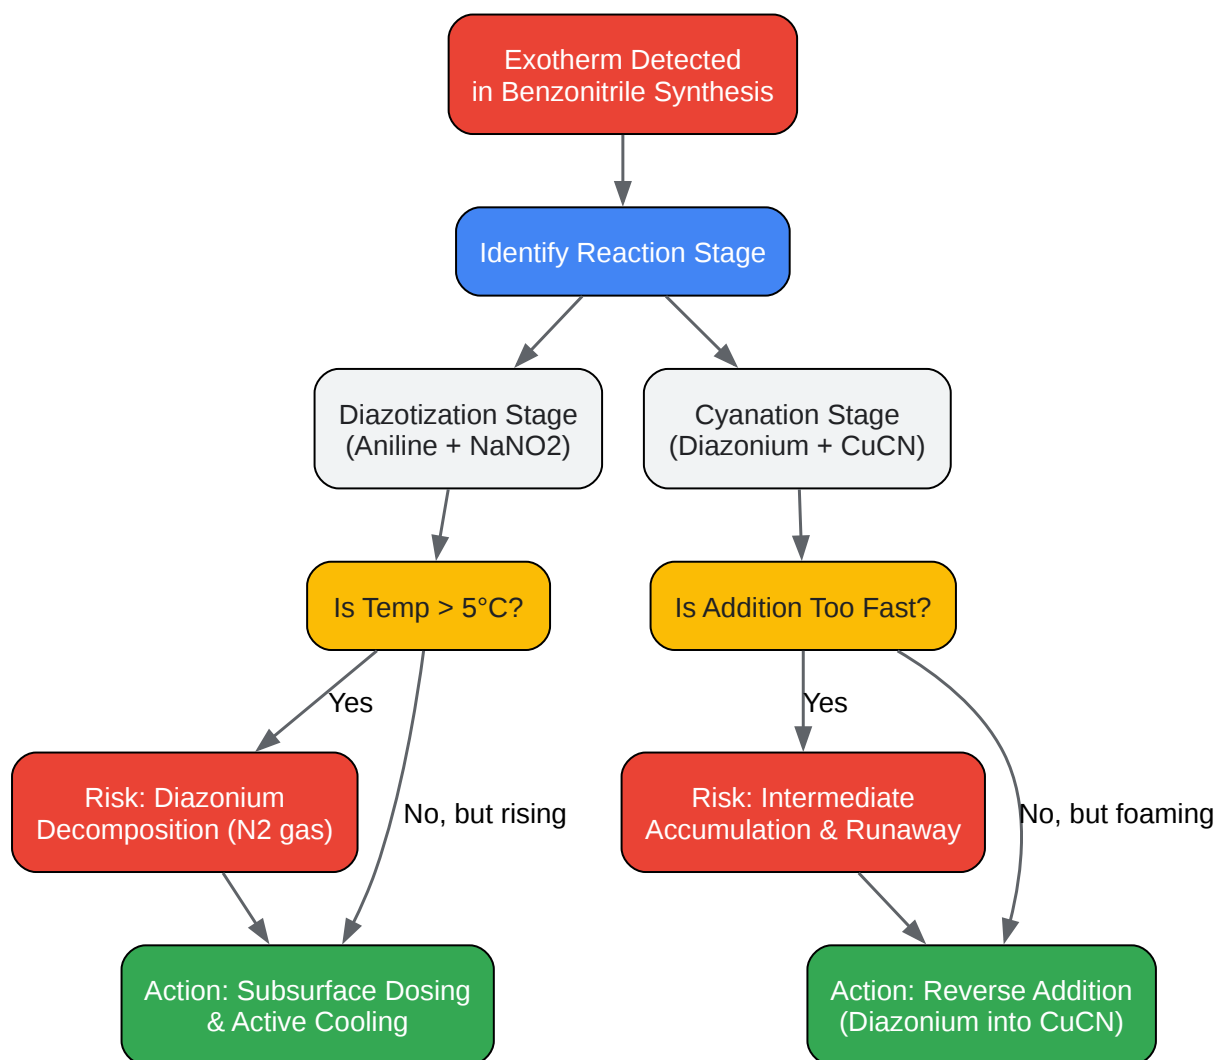 Exotherm Detected
in Benzonitrile Synthesis
Identify Reaction Stage
Diazotization Stage
(Aniline + NaNO2)
Cyanation Stage
(Diazonium + CuCN)
Is Temp > 5°C?
Is Addition Too Fast?
Yes
Yes
Risk: Diazonium
Decomposition (N2 gas)
No, but rising
Risk: Intermediate
Accumulation & Runaway
No, but foaming
Action: Subsurface Dosing
& Active Cooling
Action: Reverse Addition
(Diazonium into CuCN)